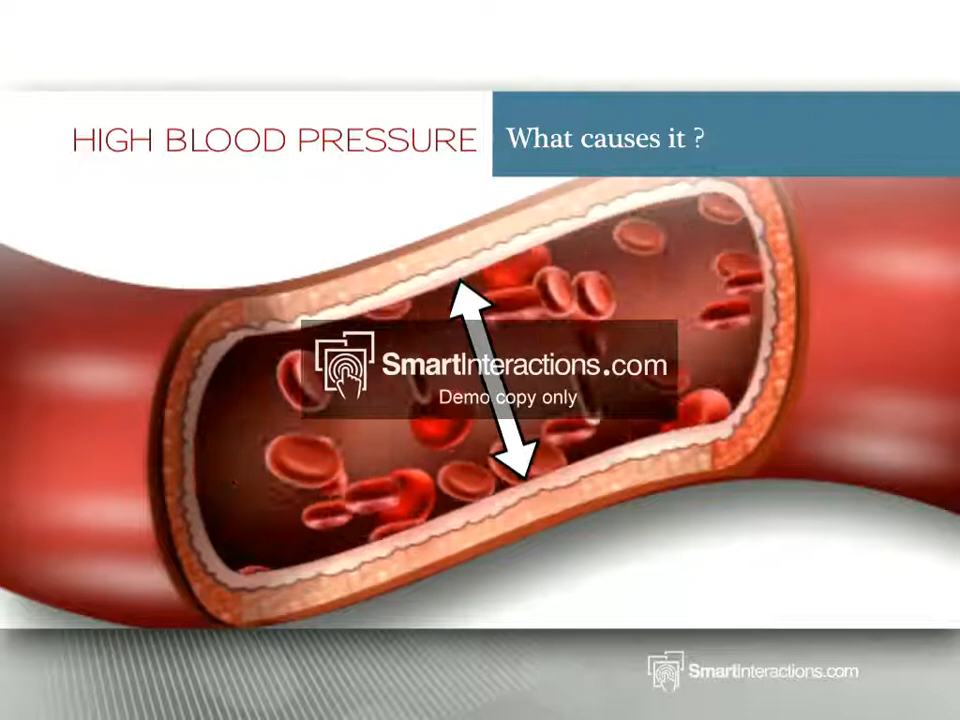 HIGH BLOOD PRESSURE
What causes it ?
SmartInteractions.com
Demo copy only
SmartInteractions.com